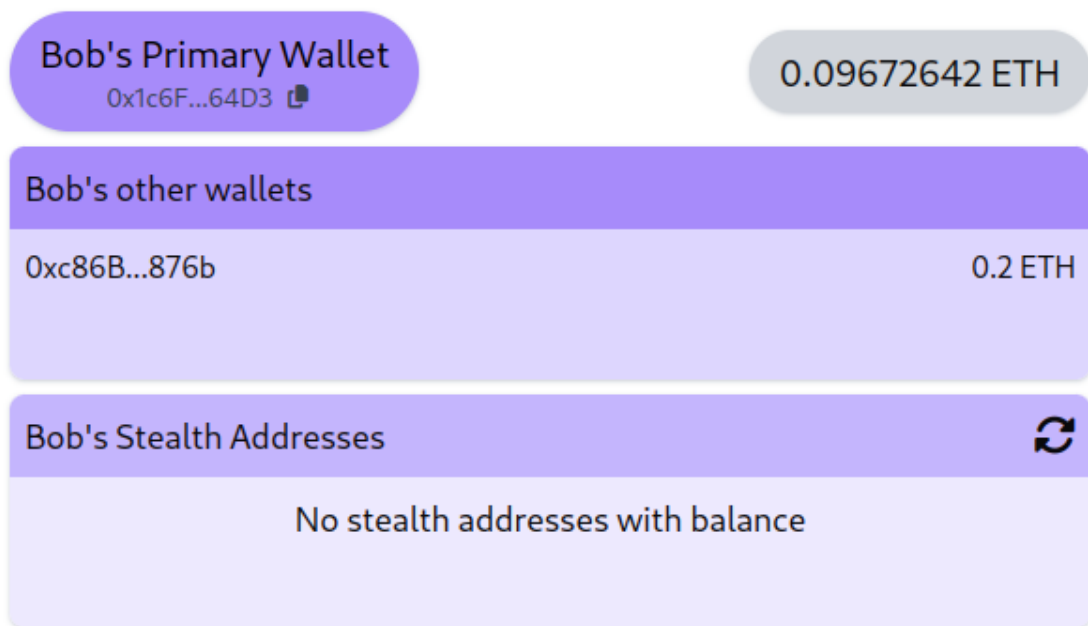 Bob's Primary Wallet
0x1c6F...64D3
0.09672642 ETH
Bob's other wallets
0xc86B...876b
0.2 ETH
Bob's Stealth Addresses
No stealth addresses with balance